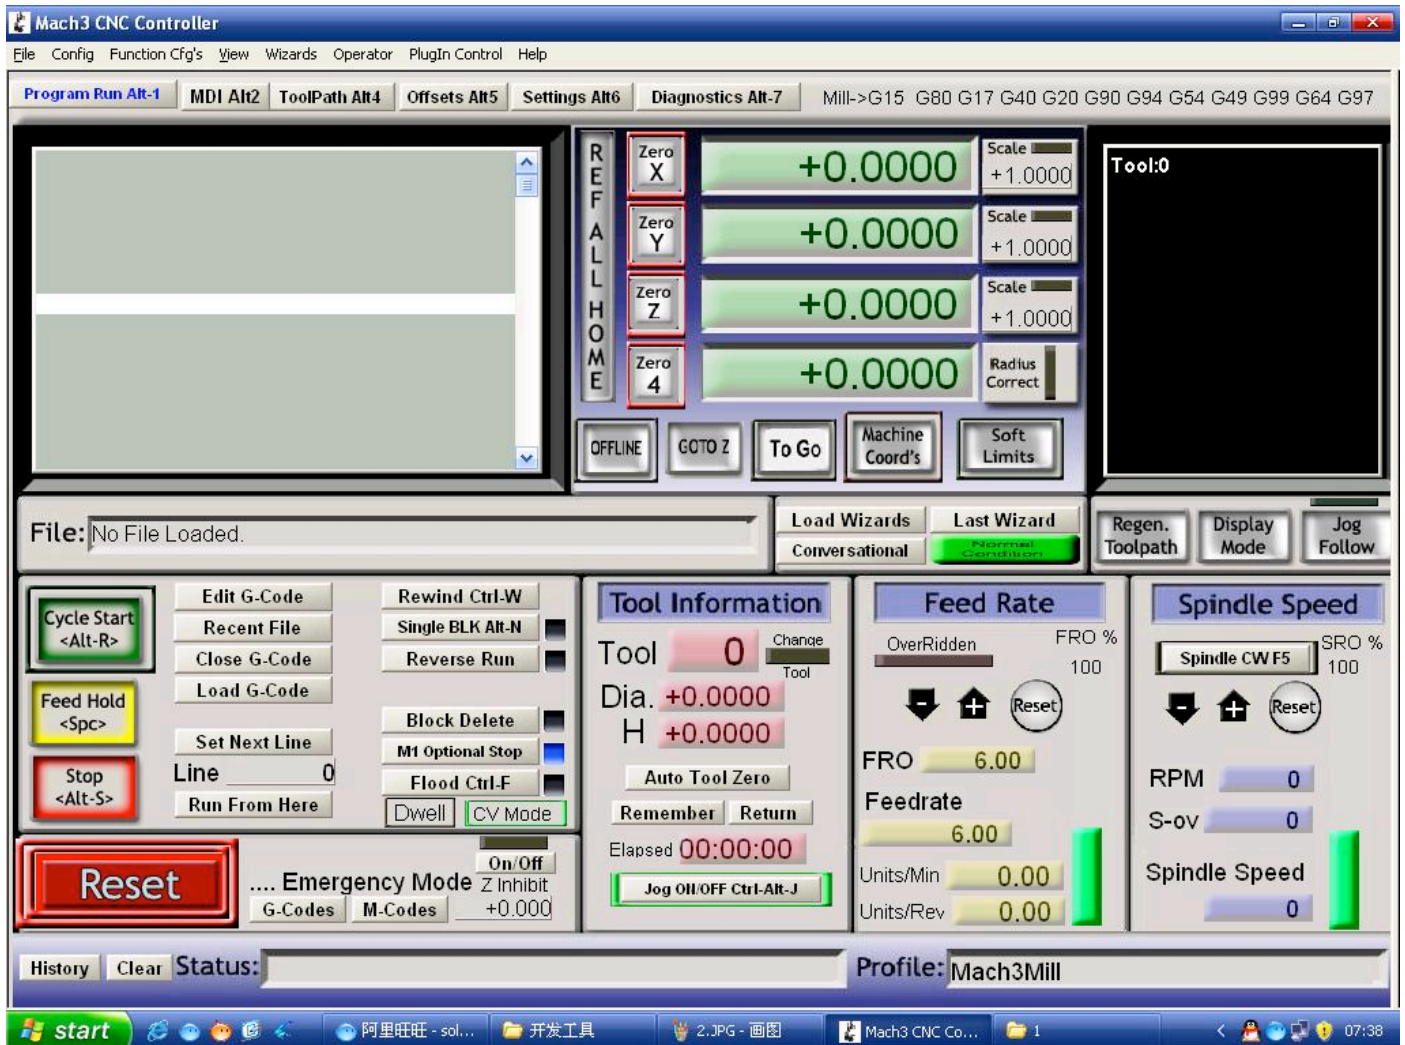 Mach3 CNC Controller
File Config Function Cfg's View Wizards Operator PlugIn Control Help
Program Run Alt-1 MDI Alt2 ToolPath Alt4 Offsets Alt5 Settings Alt6 Diagnostics Alt-7 Mill->G15 G80 G17 G40 G20 G90 G94 G54 G49 G99 G64 G97
REF ALL HOME
Zero X +0.0000 Scale +1.0000
Zero Y +0.0000 Scale +1.0000
Zero Z +0.0000 Scale +1.0000
Zero 4 +0.0000 Radius Correct
OFFLINE GOTO Z To Go Machine Coord's Soft Limits
Tool:0
File: No File Loaded.
Load Wizards Last Wizard
Conversational Normal Condition
Regen. Toolpath Display Mode Jog Follow
Cycle Start <Alt-R>
Feed Hold <Spc>
Stop <Alt-S>
Edit G-Code
Recent File
Close G-Code
Load G-Code
Set Next Line
Line 0
Run From Here
Rewind Ctrl-W
Single BLK Alt-N
Reverse Run
Block Delete
M1 Optional Stop
Flood Ctrl-F
Dwell CV Mode
Reset
.... Emergency Mode
G-Codes M-Codes
On/Off
Z Inhibit
+0.000
Tool Information
Tool 0 Change Tool
Dia. +0.0000
H +0.0000
Auto Tool Zero
Remember Return
Elapsed 00:00:00
Jog ON/OFF Ctrl-Alt-J
Feed Rate
OverRidden FRO %
100
Reset
FRO 6.00
Feedrate
6.00
Units/Min 0.00
Units/Rev 0.00
Spindle Speed
Spindle CW F5 SRO %
100
Reset
RPM 0
S-ov 0
Spindle Speed
0
History Clear Status: Profile: Mach3Mill
start 阿里旺旺 - sol... 开发工具 2.JPG - 画图 Mach3 CNC Co... 1 07:38